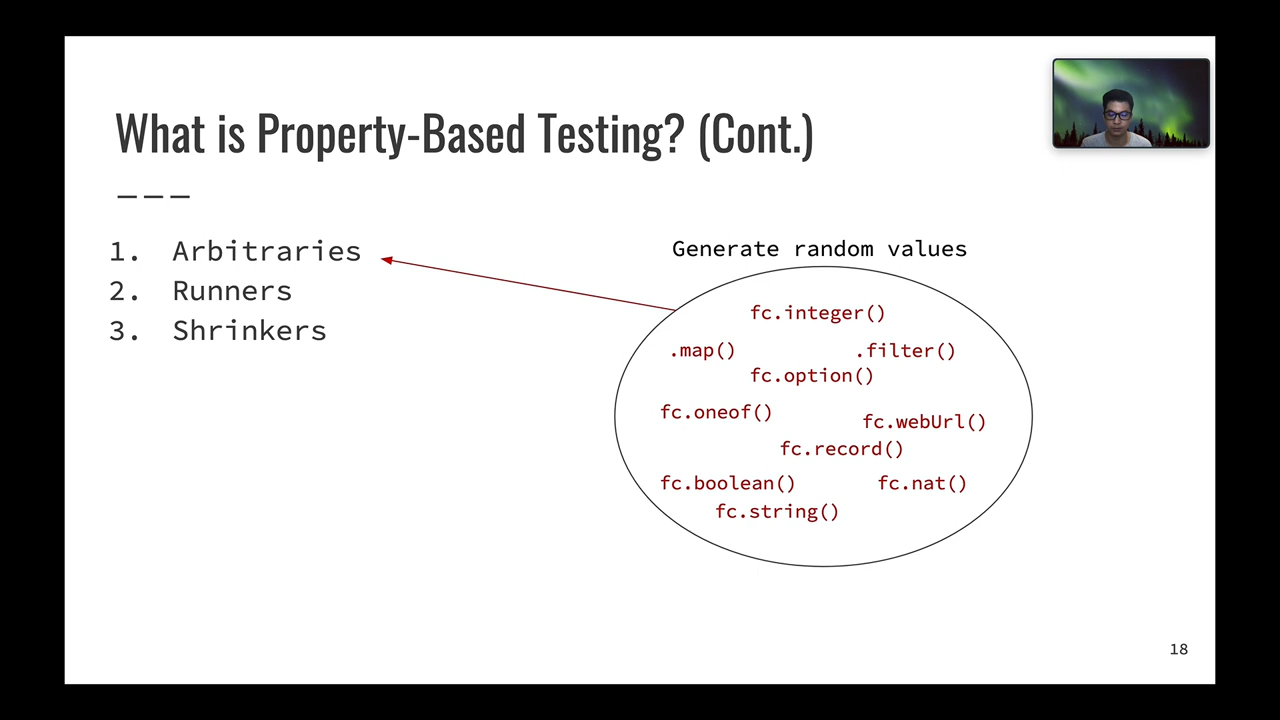 What is Property-Based Testing? (Cont.)
1. Arbitraries
2. Runners
3. Shrinkers
Generate random values
fc.integer()
.map() .filter()
fc.option()
fc.oneof()
fc.webUrl()
fc.record()
fc.boolean() fc.nat()
fc.string()
18